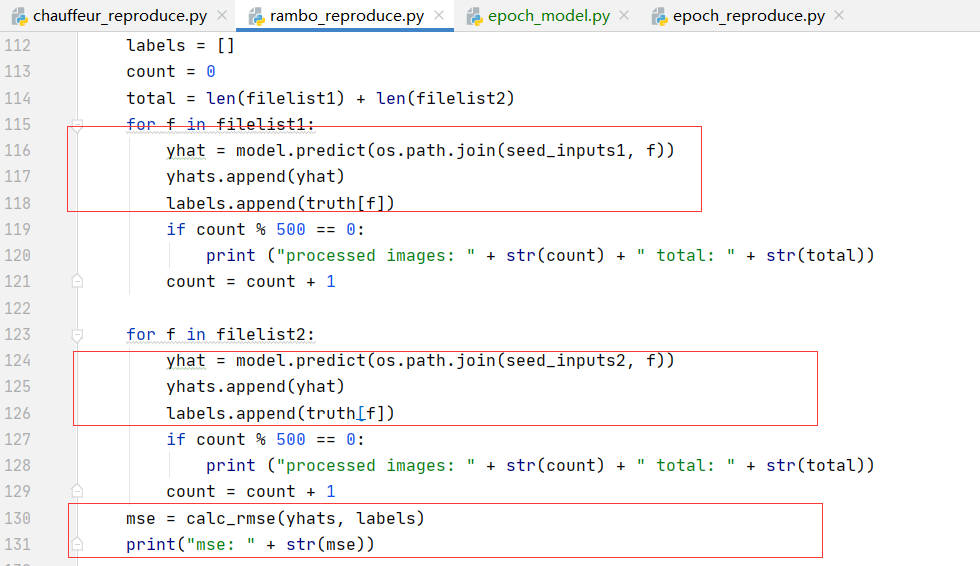 chauffeur_reproduce.py rambo_reproduce.py epoch_model.py epoch_reproduce.py
112 labels = []
113 count = 0
114 total = len(filelist1) + len(filelist2)
115 for f in filelist1:
116 yhat = model.predict(os.path.join(seed_inputs1, f))
117 yhats.append(yhat)
118 labels.append(truth[f])
119 if count % 500 == 0:
120 print ("processed images: " + str(count) + " total: " + str(total))
121 count = count + 1
122
123 for f in filelist2:
124 yhat = model.predict(os.path.join(seed_inputs2, f))
125 yhats.append(yhat)
126 labels.append(truth[f])
127 if count % 500 == 0:
128 print ("processed images: " + str(count) + " total: " + str(total))
129 count = count + 1
130 mse = calc_rmse(yhats, labels)
131 print("mse: " + str(mse))